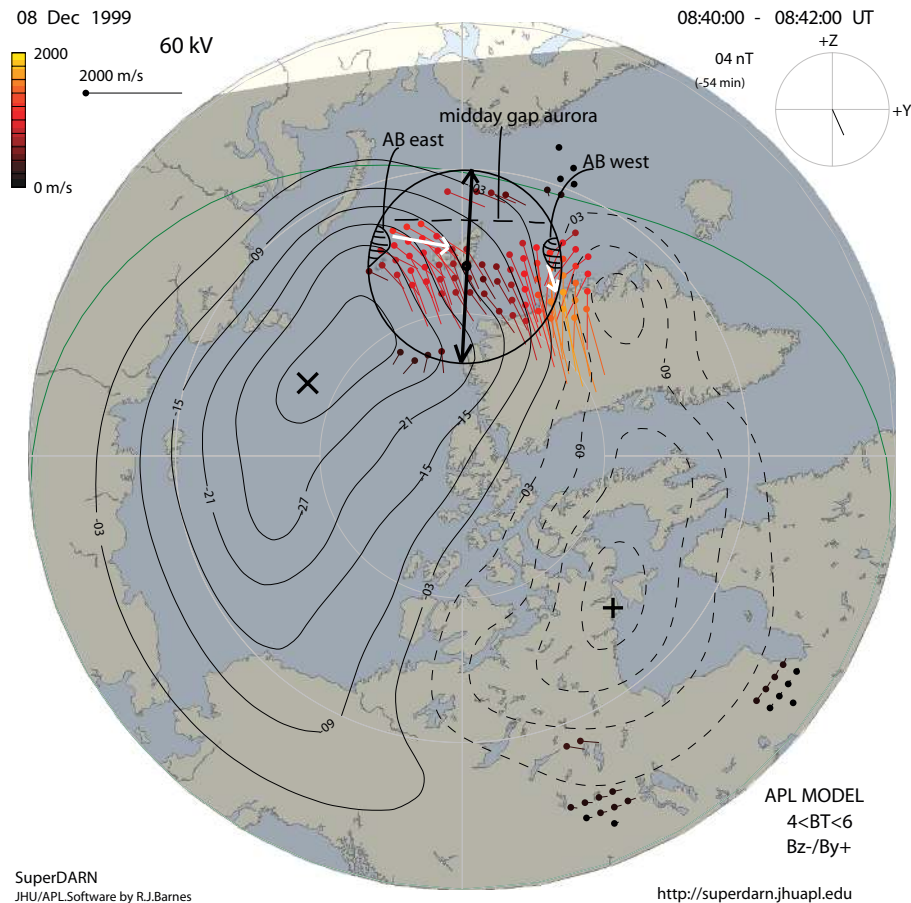 08 Dec 1999
08:40:00 - 08:42:00 UT
2000
60 kV
+Z
04 nT
2000 m/s
(-54 min)
+Y
midday gap aurora
AB east
AB west
0 m/s
03
03
-09
-09
-15
-21
-15
09
-15
-21
-27
-03
-03
-03
-09
APL MODEL
4<BT<6
Bz-/By+
SuperDARN
JHU/APL.Software by R.J.Barnes
http://superdarn.jhuapl.edu